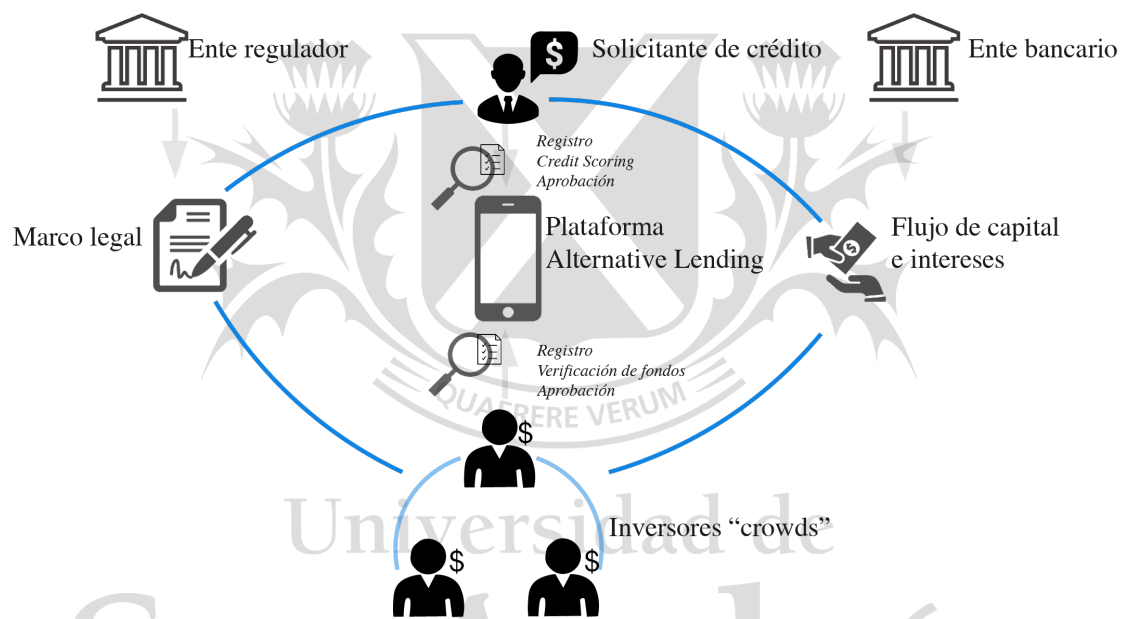 Ente regulador
Solicitante de crédito
Ente bancario
$
Registro
Credit Scoring
Aprobación
Marco legal
Plataforma
Alternative Lending
Flujo de capital
e intereses
$
Registro
Verificación de fondos
Aprobación
QUAERERE VERUM
$
Inversores “crowds”
Universidad de
$
$